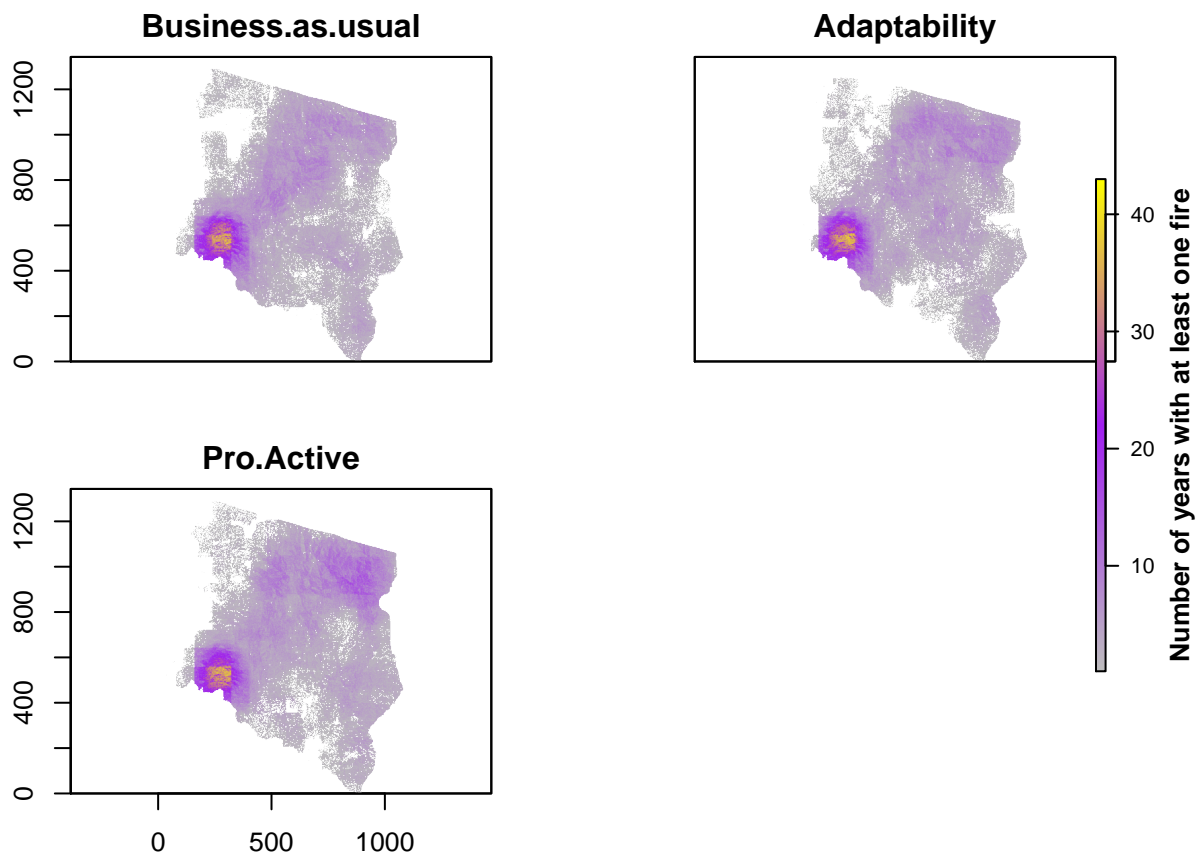 Business.as.usual
Adaptability
1200
800
400
0
40
30
20
10
Number of years with at least one fire
Pro.Active
1200
800
400
0
0 500 1000